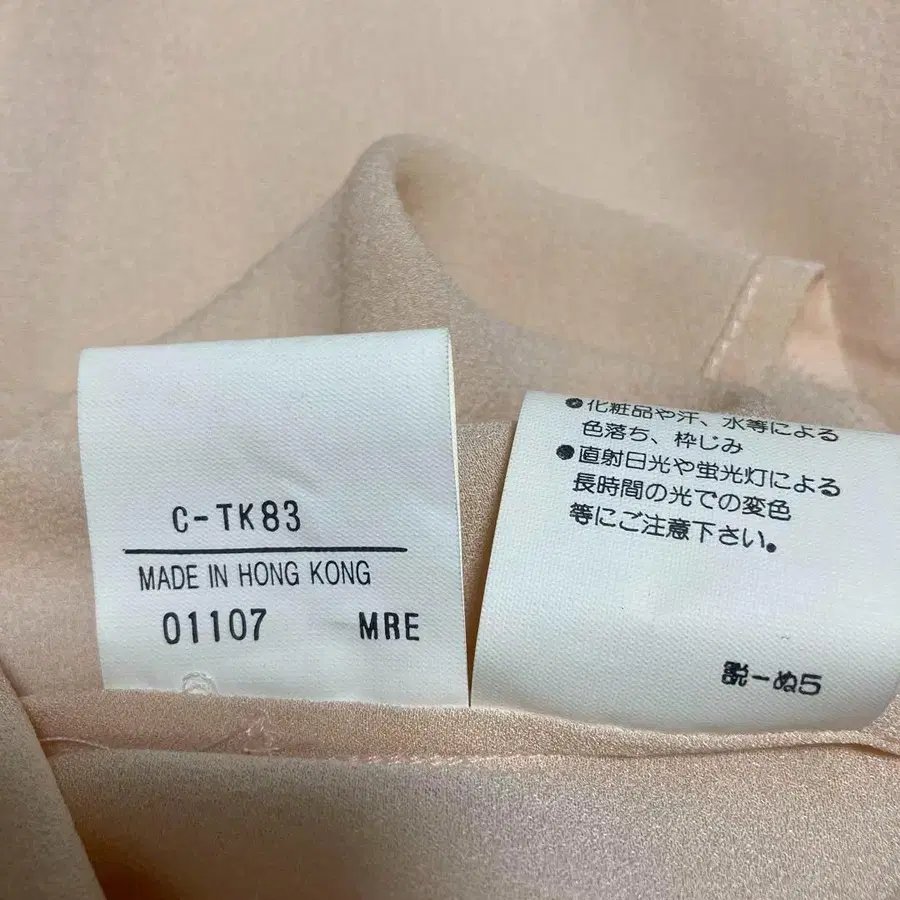 C-TK83
MADE IN HONG KONG
01107 MRE
●化粧品や汗、水等による
色落ち、枠じみ
●直射日光や蛍光灯による
長時間の光での変色
等にご注意下さい。
説ーぬ5